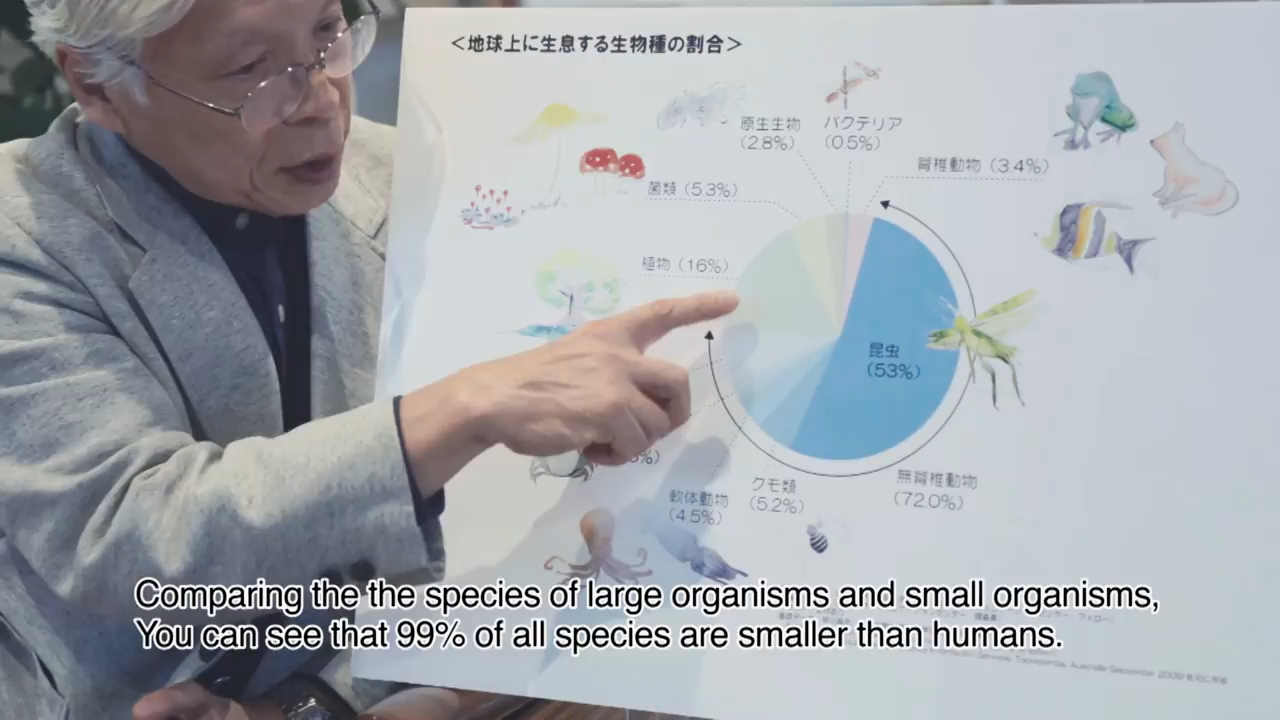 <地球上に生息する生物種の割合>
原生生物
(2.8%)
バクテリア
(0.5%)
脊椎動物 (3.4%)
菌類 (5.3%)
植物 (16%)
昆虫
(53%)
無脊椎動物
(72.0%)
クモ類
(5.2%)
軟体動物
(4.5%)
Comparing the the species of large organisms and small organisms,
You can see that 99% of all species are smaller than humans.